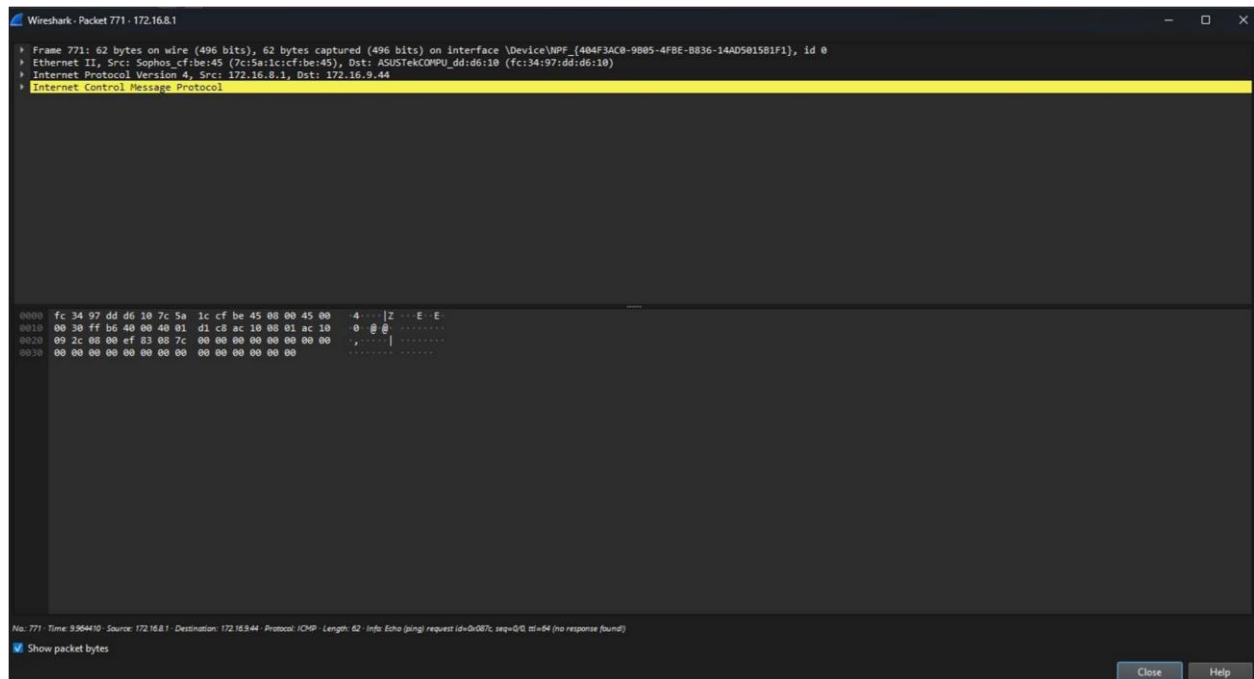 Wireshark · Packet 771 · 172.16.8.1
Frame 771: 62 bytes on wire (496 bits), 62 bytes captured (496 bits) on interface \Device\NPF_{404F3AC0-9B05-4FBE-B836-14AD5015B1F1}, id 0
Ethernet II, Src: Sophos_cf:be:45 (7c:5a:1c:cf:be:45), Dst: ASUSTekCOMPU_dd:d6:10 (fc:34:97:dd:d6:10)
Internet Protocol Version 4, Src: 172.16.8.1, Dst: 172.16.9.44
Internet Control Message Protocol
0000 fc 34 97 dd d6 10 7c 5a 1c cf be 45 08 00 45 00 ·4····|Z ···E··E·
0010 00 30 ff b6 40 00 40 01 d1 c8 ac 10 08 01 ac 10 ·0··@·@· ········
0020 09 2c 08 00 ef 83 08 7c 00 00 00 00 00 00 00 00 ·,·····| ········
0030 00 00 00 00 00 00 00 00 00 00 00 00 00 00 ········ ······
No.: 771 · Time: 9.964410 · Source: 172.16.8.1 · Destination: 172.16.9.44 · Protocol: ICMP · Length: 62 · Info: Echo (ping) request id=0x087c, seq=0/0, ttl=64 (no response found!)
Show packet bytes
Close Help